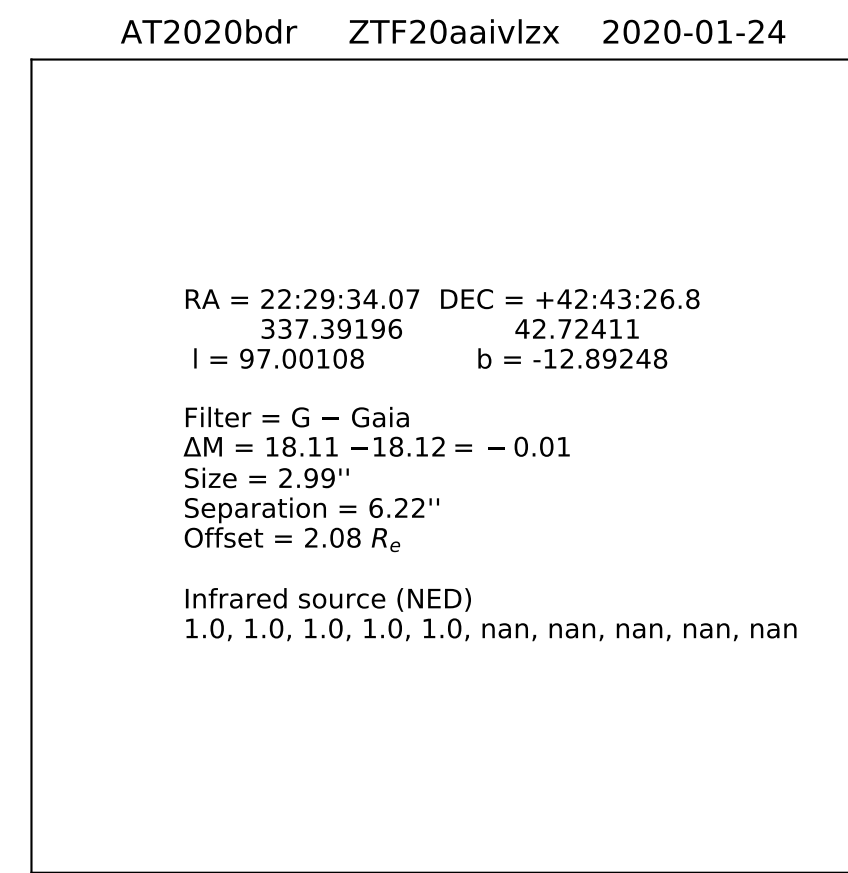 AT2020bdr ZTF20aaivlzx 2020-01-24
RA = 22:29:34.07 DEC = +42:43:26.8
337.39196 42.72411
l = 97.00108 b = -12.89248
Filter = G − Gaia
ΔM = 18.11 −18.12 = − 0.01
Size = 2.99''
Separation = 6.22''
Offset = 2.08 Re
Infrared source (NED)
1.0, 1.0, 1.0, 1.0, 1.0, nan, nan, nan, nan, nan